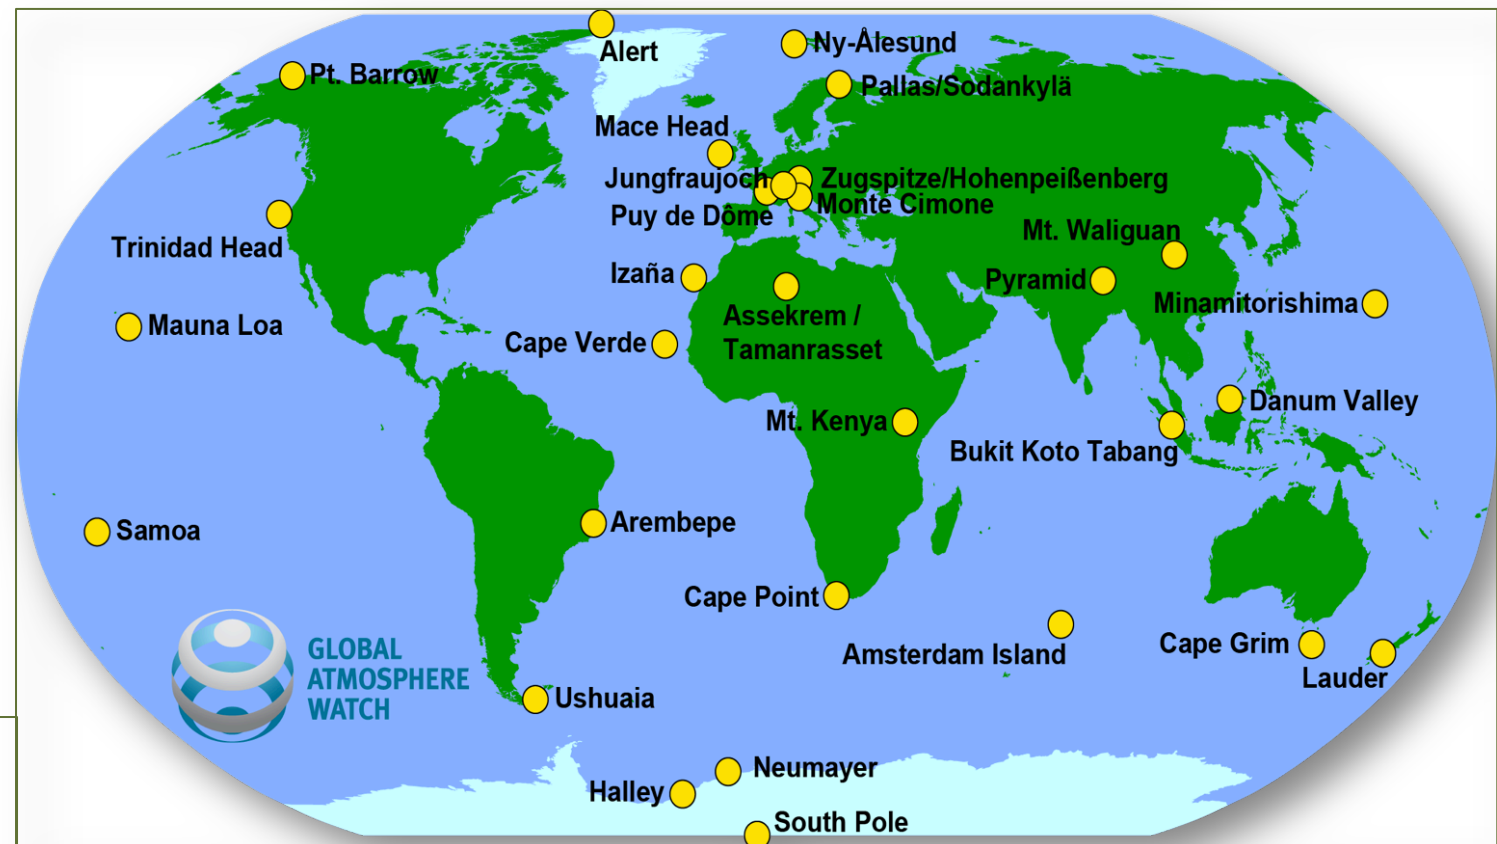 Alert
Ny-Ålesund
Pt. Barrow
Pallas/Sodankylä
Mace Head
Jungfraujoch
Zugspitze/Hohenpeißenberg
Puy de Dôme
Monte Cimone
Trinidad Head
Mt. Waliguan
Izaña
Pyramid
Minamitorishima
Assekrem /
Tamanrasset
Mauna Loa
Cape Verde
Danum Valley
Mt. Kenya
Bukit Koto Tabang
Samoa
Arembepe
Cape Point
Amsterdam Island
Cape Grim
Lauder
GLOBAL
ATMOSPHERE
WATCH
Ushuaia
Neumayer
Halley
South Pole